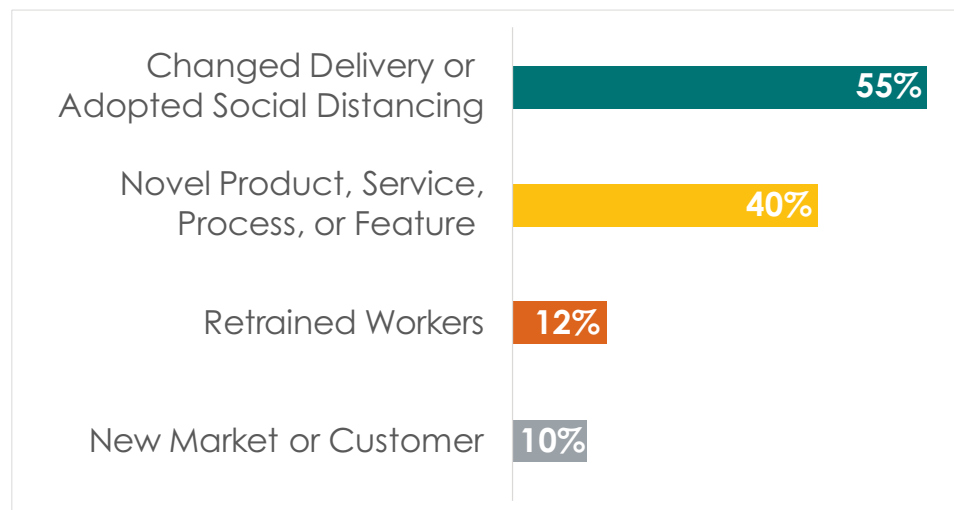 Changed Delivery or
Adopted Social Distancing
55%
Novel Product, Service,
Process, or Feature
40%
Retrained Workers
12%
New Market or Customer
10%